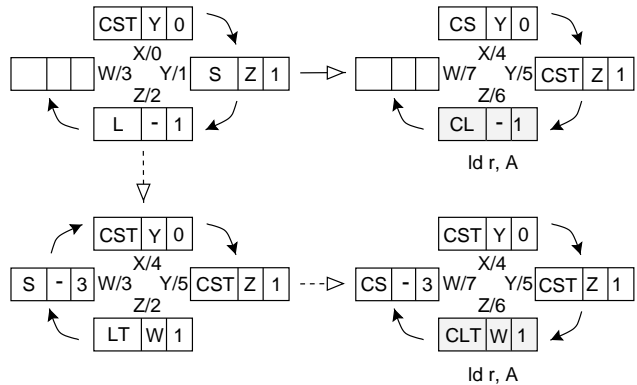 CST Y 0
X/0
W/3 Y/1 S Z 1
Z/2
L - 1
CS Y 0
X/4
W/7 Y/5 CST Z 1
Z/6
CL - 1
ld r, A
CST Y 0
X/4
S - 3 W/3 Y/5 CST Z 1
Z/2
LT W 1
CST Y 0
X/4
CS - 3 W/7 Y/5 CST Z 1
Z/6
CLT W 1
ld r, A